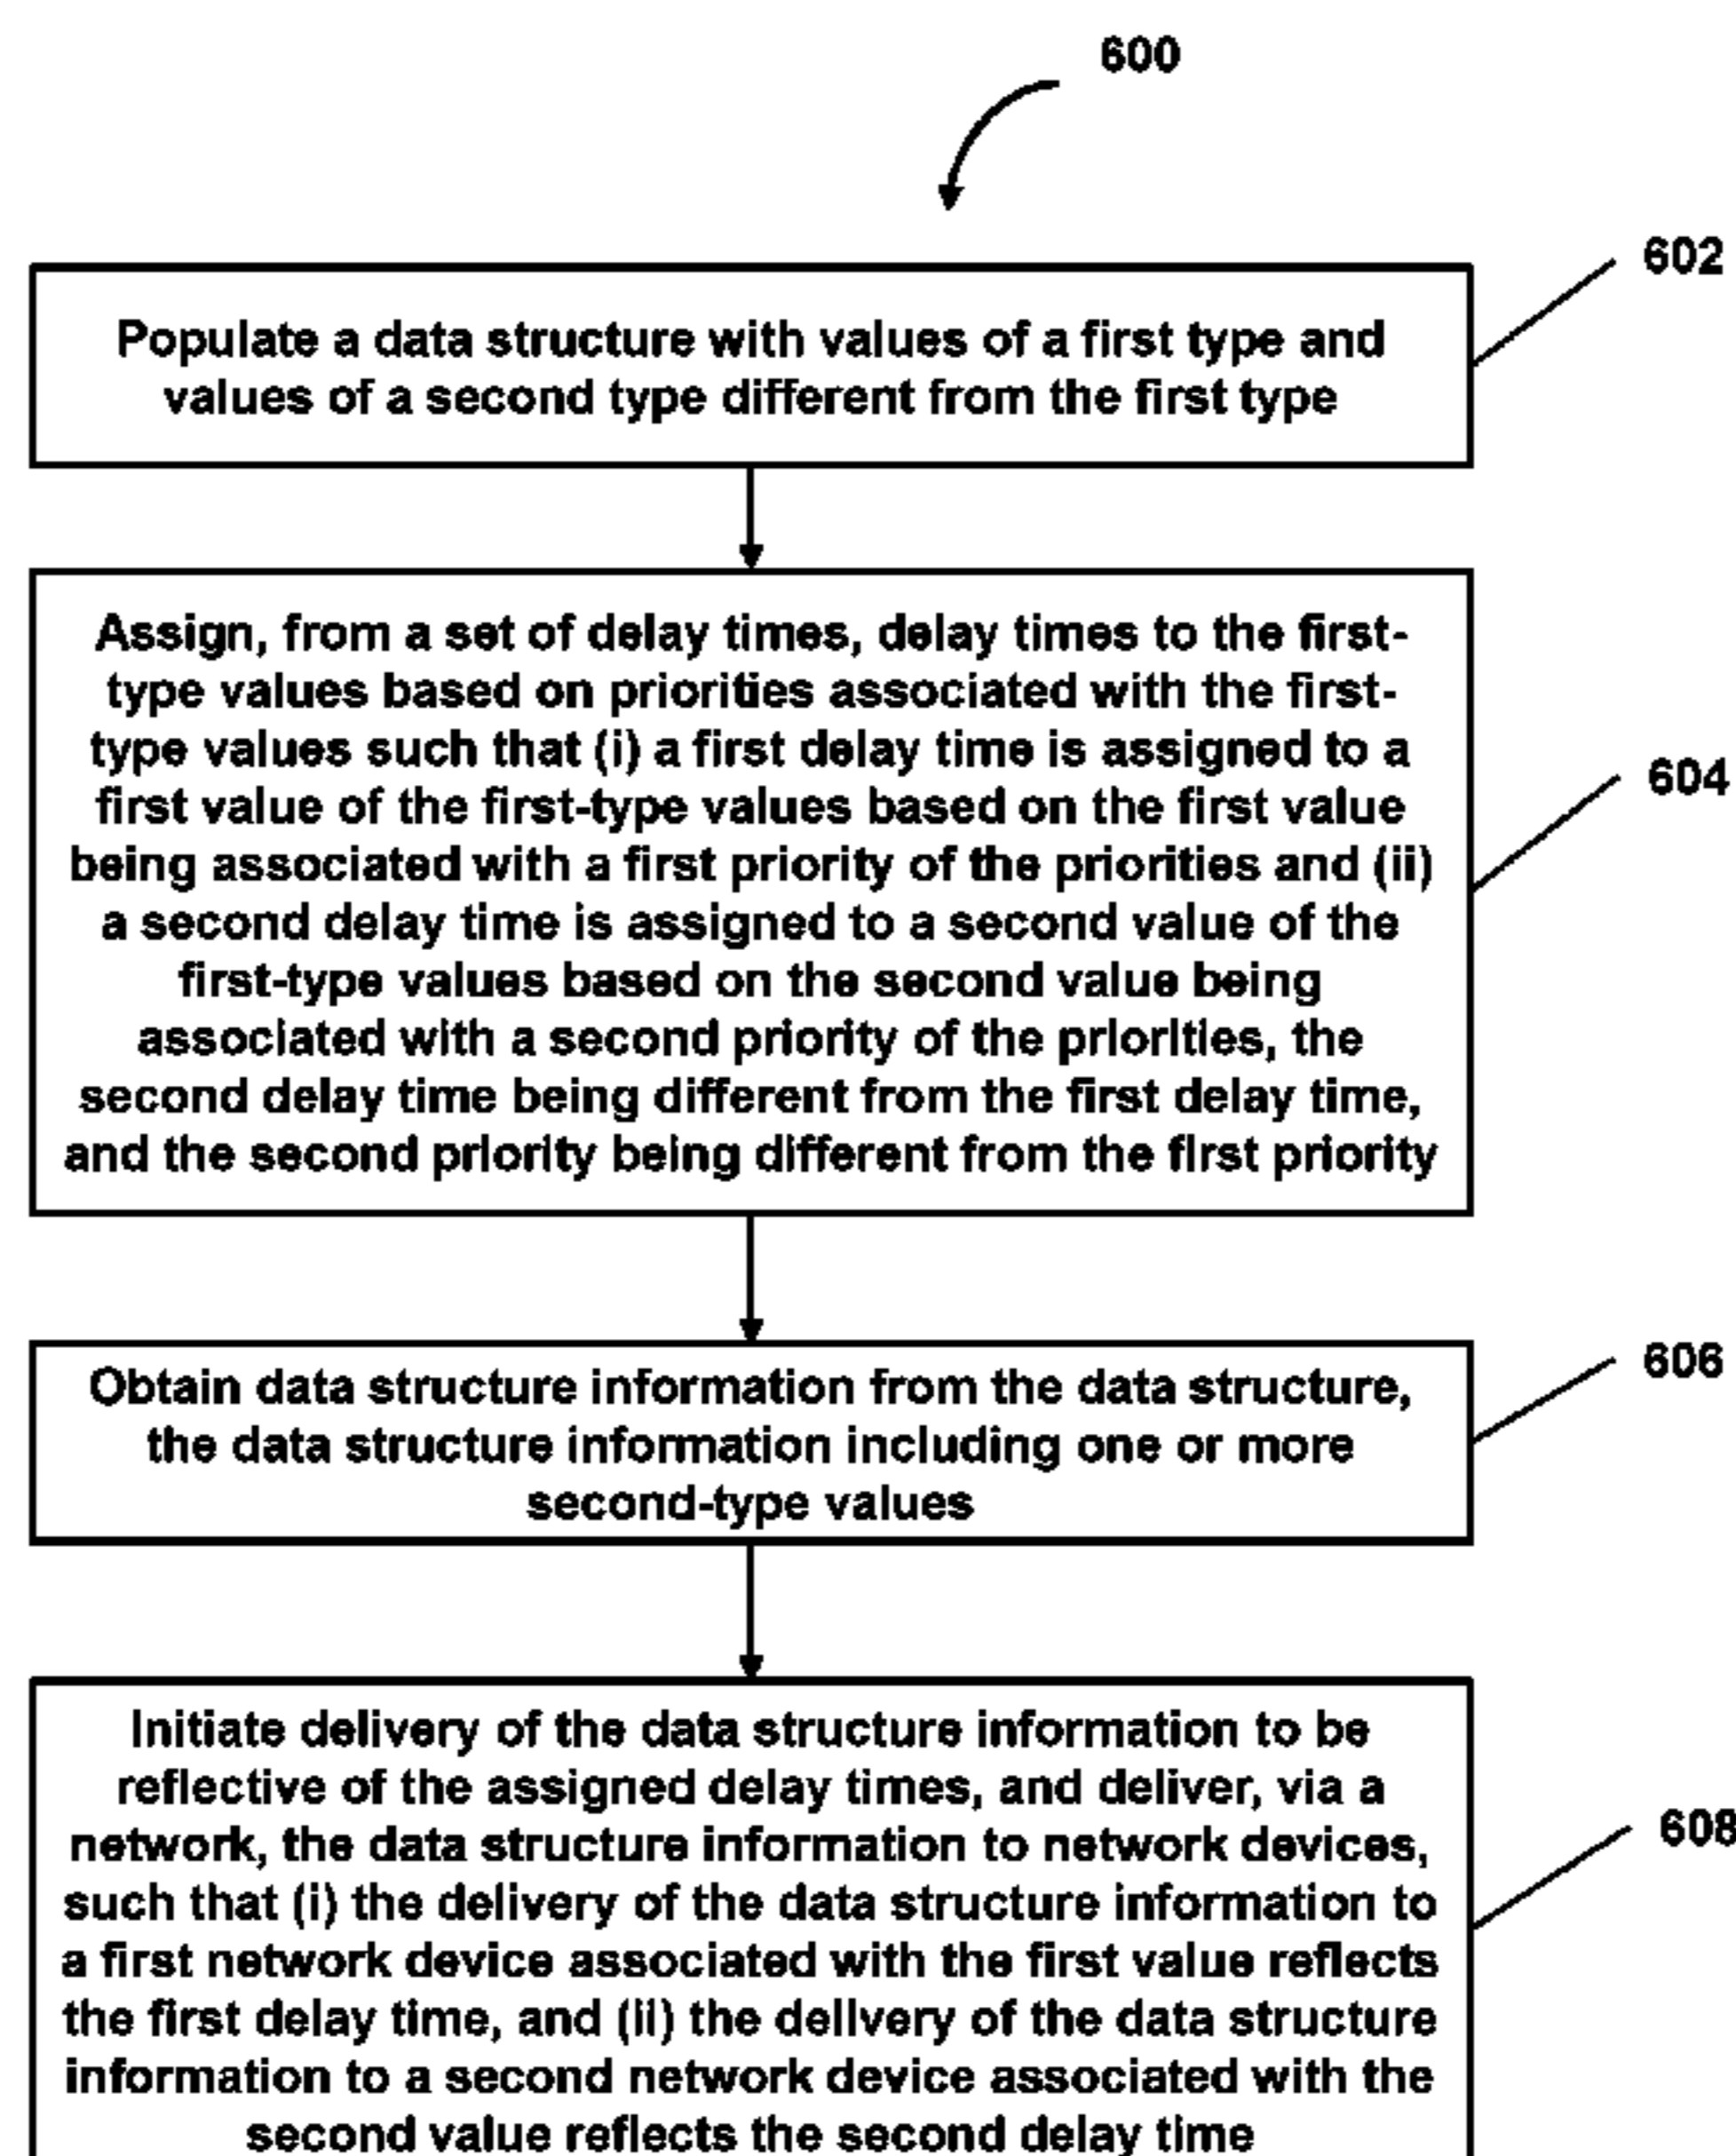 600
602
Populate a data structure with values of a first type and
values of a second type different from the first type
Assign, from a set of delay times, delay times to the first-
type values based on priorities associated with the first-
type values such that (i) a first delay time is assigned to a
604
first value of the first-type values based on the first value
being associated with a first priority of the priorities and (ii)
a second delay time is assigned to a second value of the
first-type values based on the second value being
associated with a second priority of the priorities, the
second delay time being different from the first delay time,
and the second priority being different from the first priority
606
Obtain data structure information from the data structure,
the data structure information including one or more
second-type values
Initiate delivery of the data structure information to be
reflective of the assigned delay times, and deliver, via a
608
network, the data structure information to network devices,
such that (i) the delivery of the data structure information to
a first network device associated with the first value reflects
the first delay time, and (ii) the delivery of the data structure
information to a second network device associated with the
second value reflects the second delay time